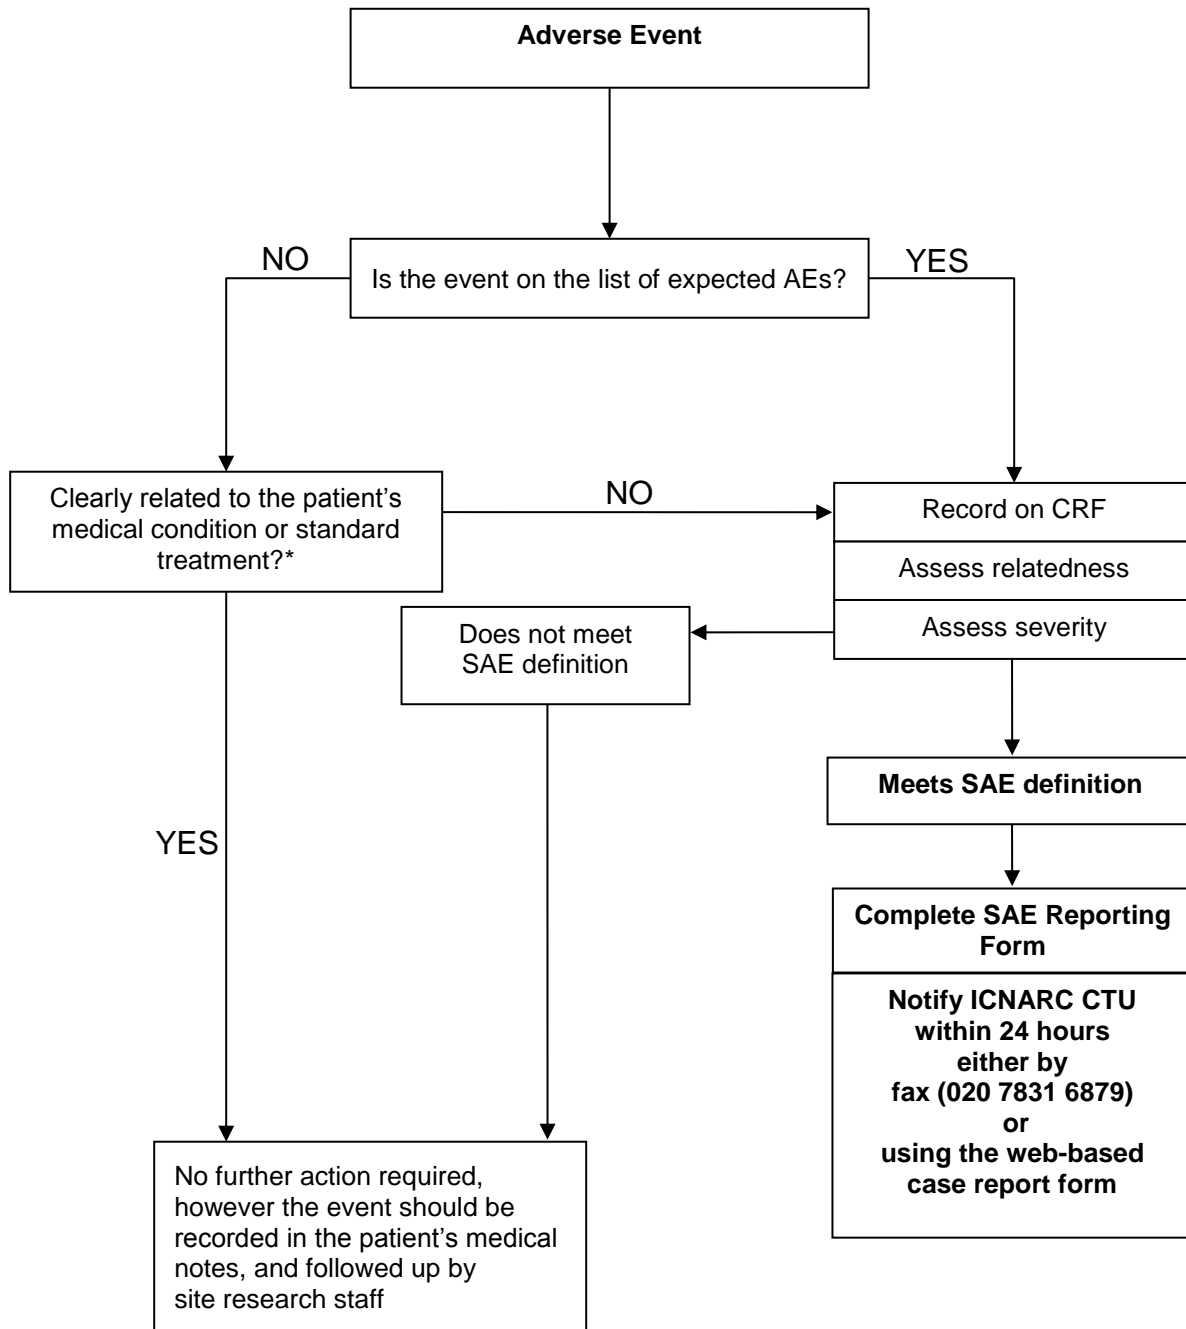 Adverse Event
NO
YES
Is the event on the list of expected AEs?
Clearly related to the patient’s
medical condition or standard
treatment?*
NO
Record on CRF
Assess relatedness
Assess severity
Does not meet
SAE definition
Meets SAE definition
YES
Complete SAE Reporting
Form
Notify ICNARC CTU
within 24 hours
either by
fax (020 7831 6879)
or
using the web-based
case report form
No further action required,
however the event should be
recorded in the patient’s medical
notes, and followed up by
site research staff